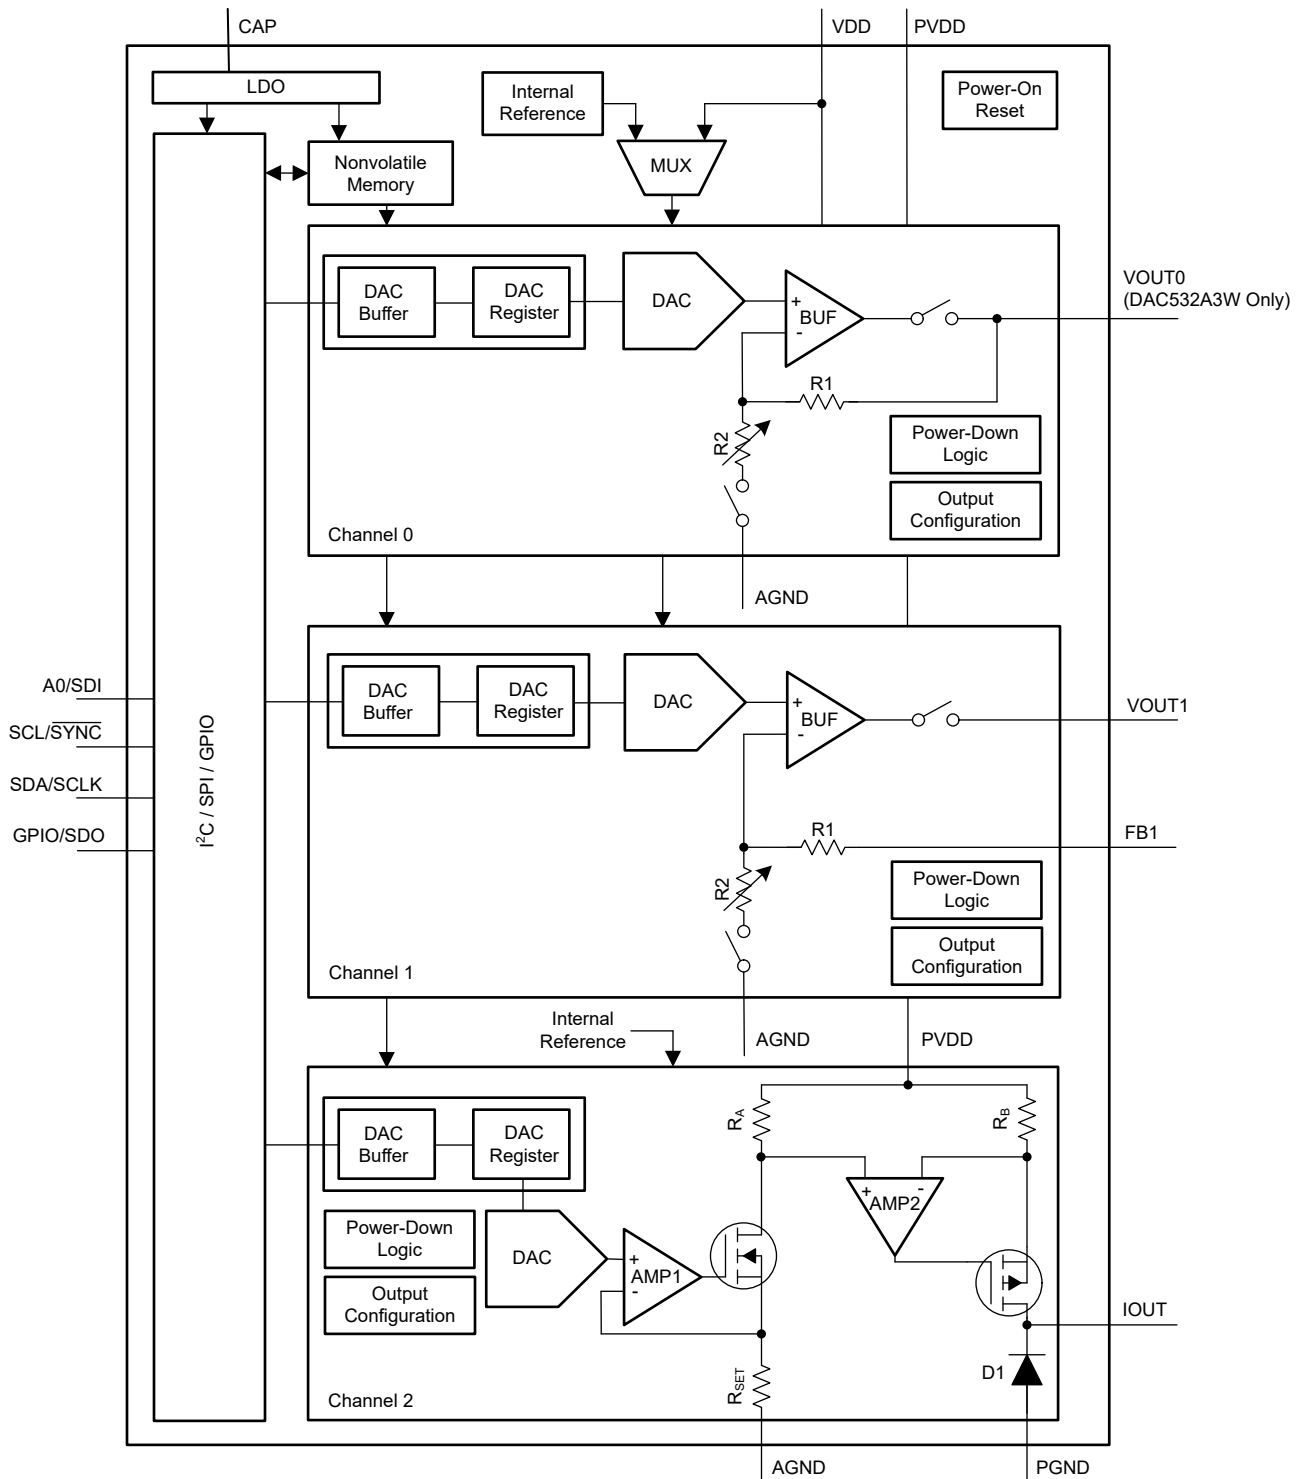 CAP
VDD
PVDD
LDO
Internal
Reference
Power-On
Reset
Nonvolatile
Memory
MUX
DAC
Buffer
DAC
Register
DAC
+
BUF
-
VOUT0
(DAC532A3W Only)
R1
R2
Power-Down
Logic
Output
Configuration
Channel 0
AGND
A0/SDI
SCL/SYNC
SDA/SCLK
GPIO/SDO
I²C / SPI / GPIO
DAC
Buffer
DAC
Register
DAC
+
BUF
-
VOUT1
R1
FB1
R2
Power-Down
Logic
Output
Configuration
Channel 1
AGND
Internal
Reference
PVDD
DAC
Buffer
DAC
Register
RA
RB
+
-
AMP2
Power-Down
Logic
DAC
+
AMP1
-
Output
Configuration
IOUT
D1
RSET
Channel 2
AGND
PGND